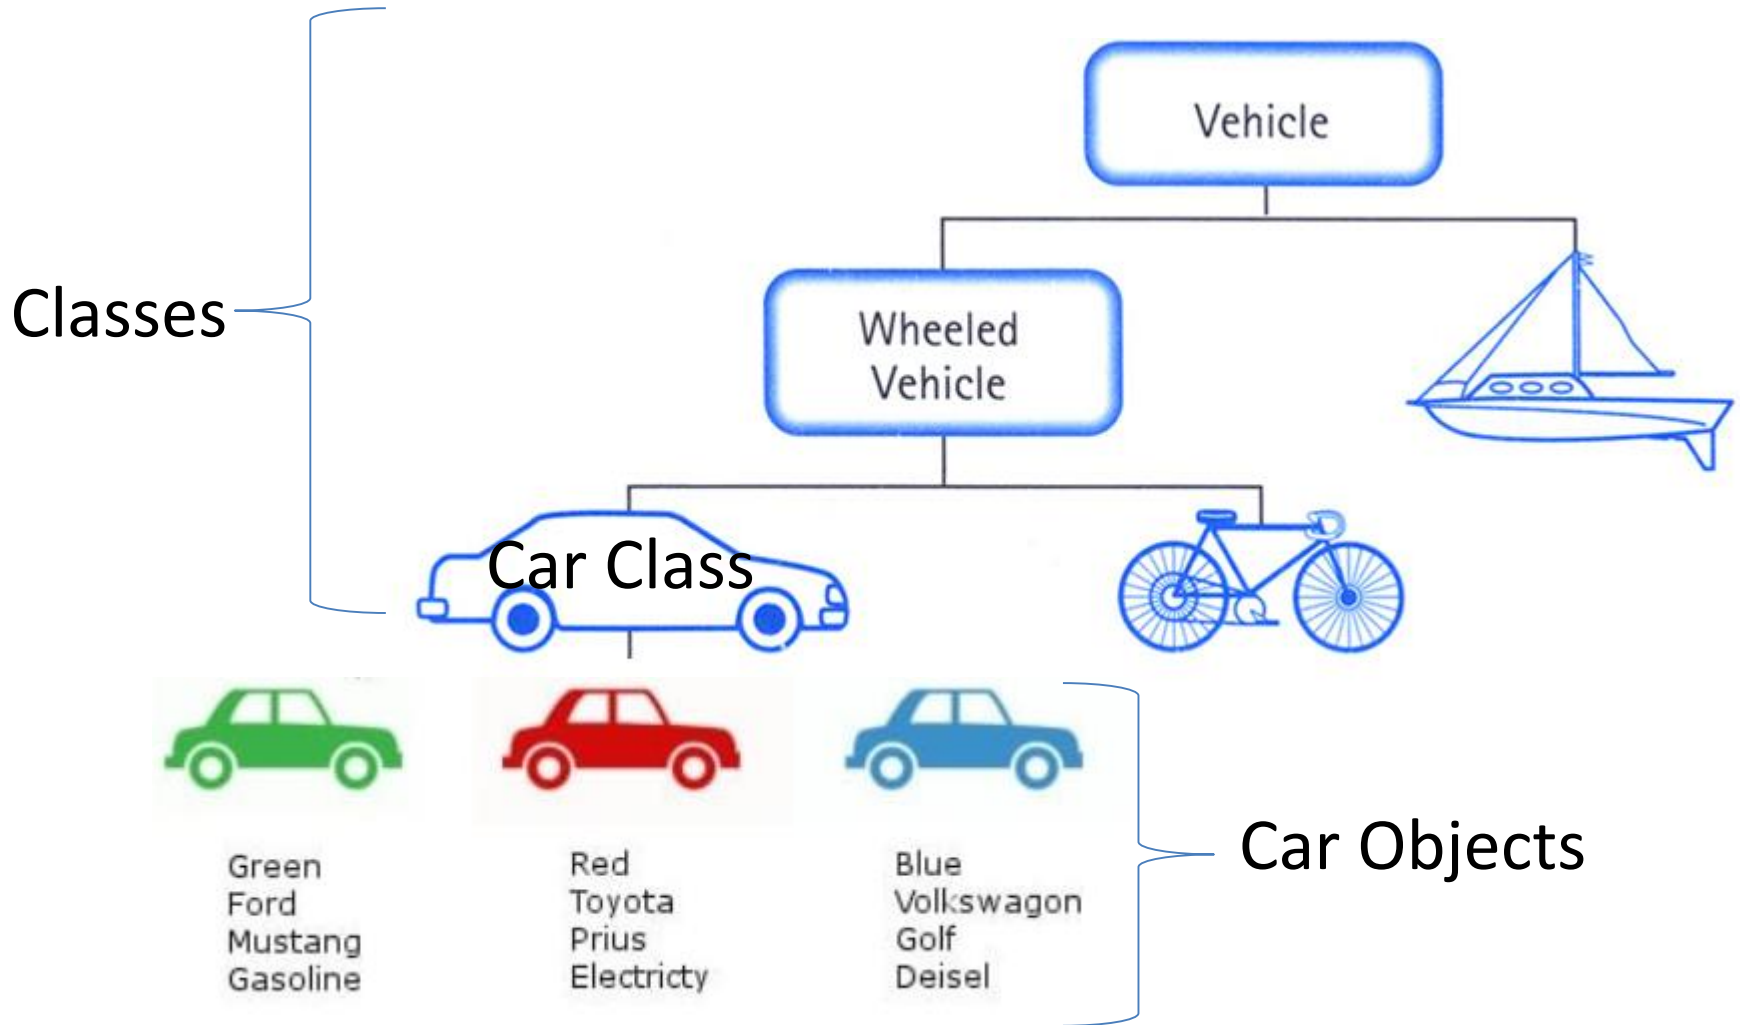 Vehicle
Classes
Wheeled
Vehicle
Car Class
Green
Ford
Mustang
Gasoline
Red
Toyota
Prius
Electricty
Blue
Volkswagon
Golf
Deisel
Car Objects